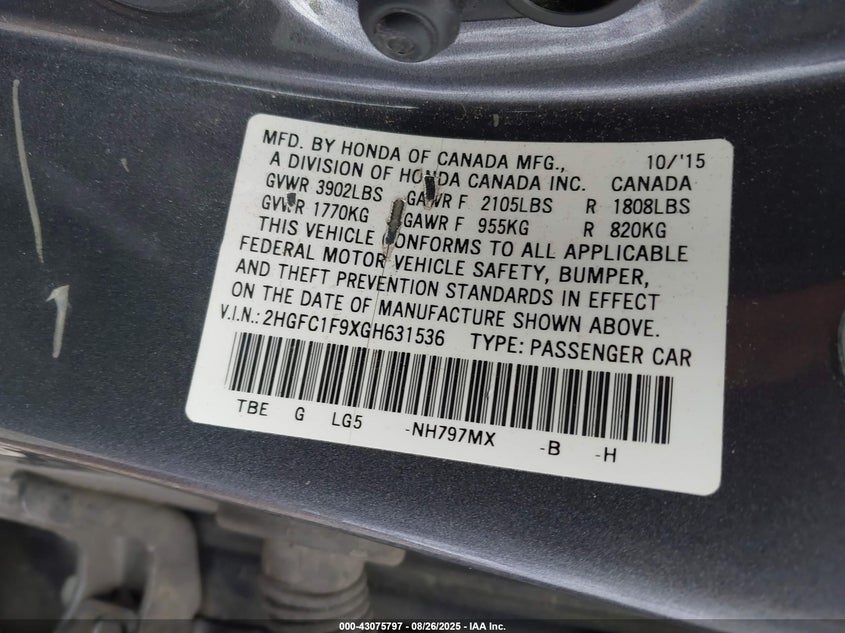 MFD. BY HONDA OF CANADA MFG., 10/'15
A DIVISION OF HONDA CANADA INC. CANADA
GVWR 3902LBS GAWR F 2105LBS R 1808LBS
GVWR 1770KG GAWR F 955KG R 820KG
THIS VEHICLE CONFORMS TO ALL APPLICABLE
FEDERAL MOTOR VEHICLE SAFETY, BUMPER,
AND THEFT PREVENTION STANDARDS IN EFFECT
ON THE DATE OF MANUFACTURE SHOWN ABOVE.
V.I.N.: 2HGFC1F9XGH631536 TYPE: PASSENGER CAR
TBE G LG5 -NH797MX -B -H
000-43075797 - 08/26/2025 - IAA Inc.